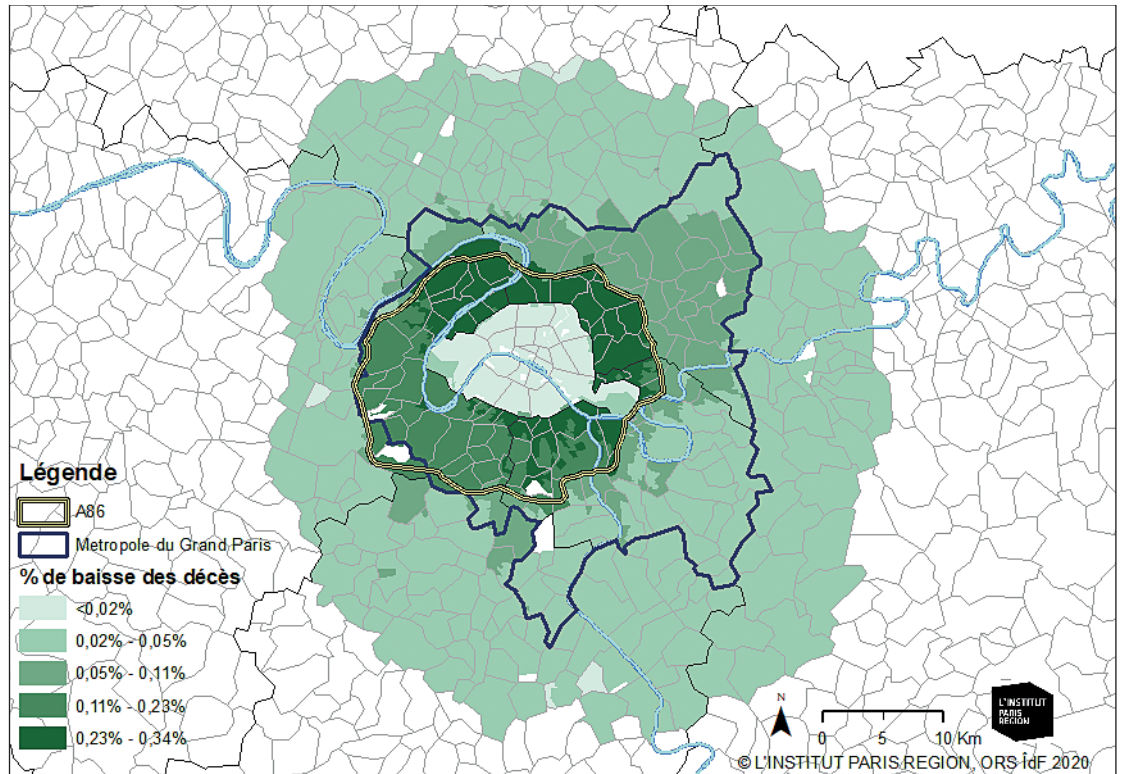 Légende
A86
Metropole du Grand Paris
% de baisse des décès
<0,02%
0,02% - 0,05%
0,05% - 0,11%
0,11% - 0,23%
0,23% - 0,34%
N
0 5 10 Km
L'INSTITUT
PARIS
REGION
© L'INSTITUT PARIS REGION, ORS IdF 2020